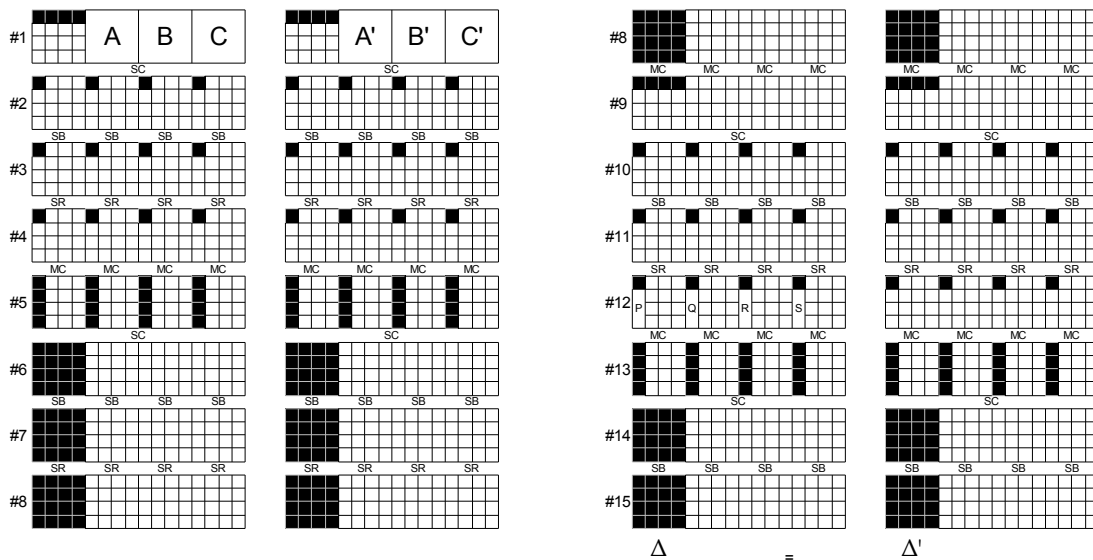 #1 A B C A' B' C'
SC SC
#2
SB SB SB SB SB SB SB SB
#3
SR SR SR SR SR SR SR SR
#4
MC MC MC MC MC MC MC MC
#5
SC SC
#6
SB SB SB SB SB SB SB SB
#7
SR SR SR SR SR SR SR SR
#8
#8
MC MC MC MC MC MC MC MC
#9
SC SC
#10
SB SB SB SB SB SB SB SB
#11
SR SR SR SR SR SR SR SR
#12
P Q R S
MC MC MC MC MC MC MC MC
#13
SC SC
#14
SB SB SB SB SB SB SB SB
#15
Δ = Δ'